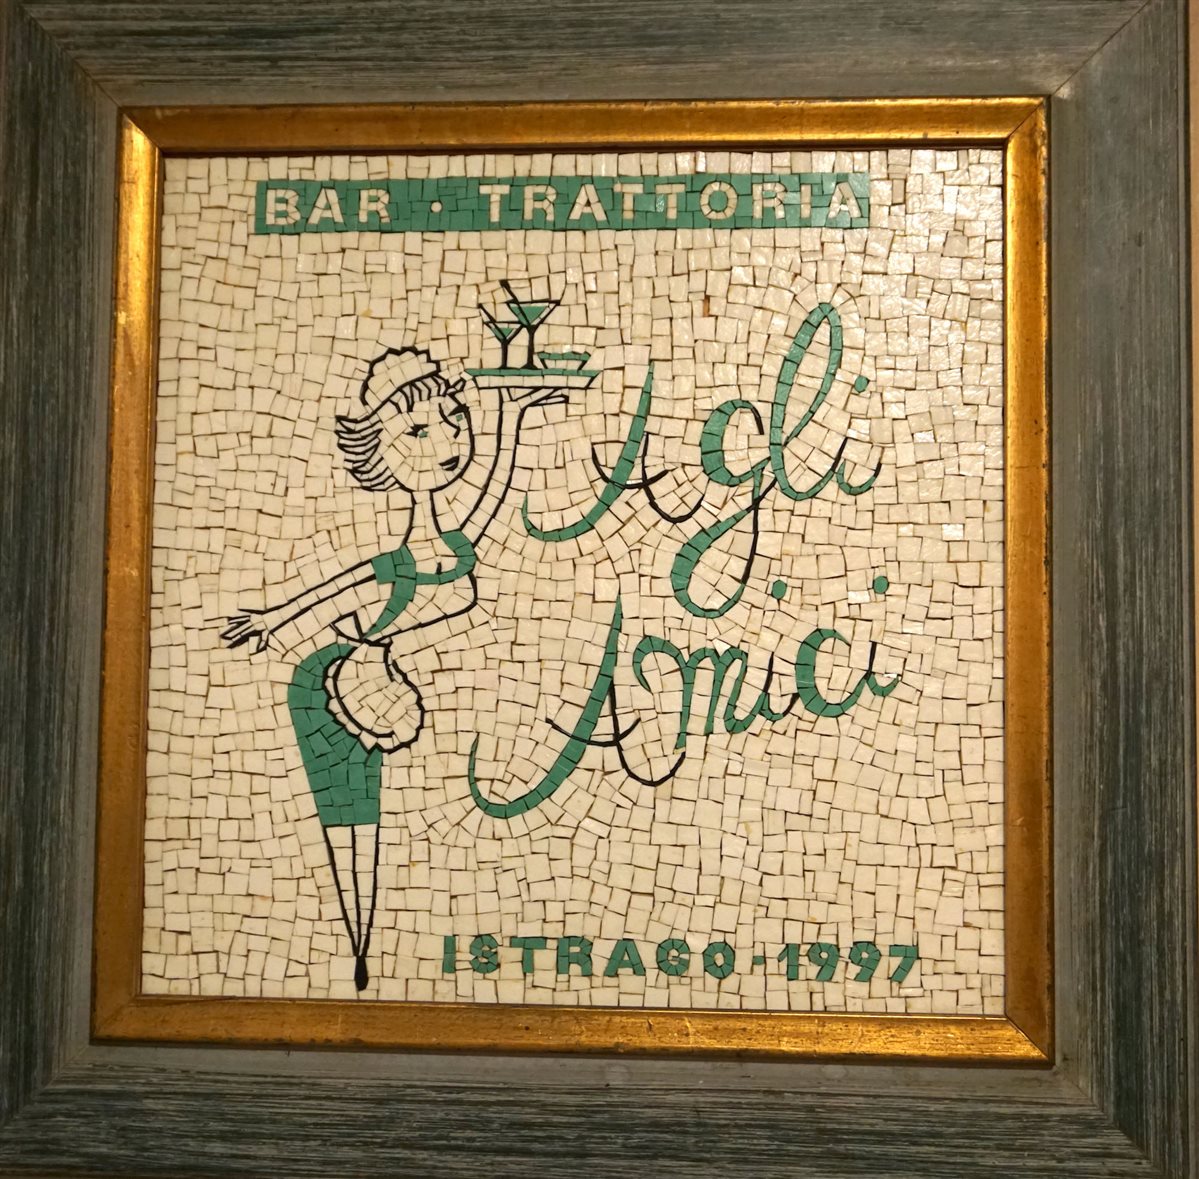 BAR · TRATTORIA
Agli
Amici
ISTRAGO · 1997